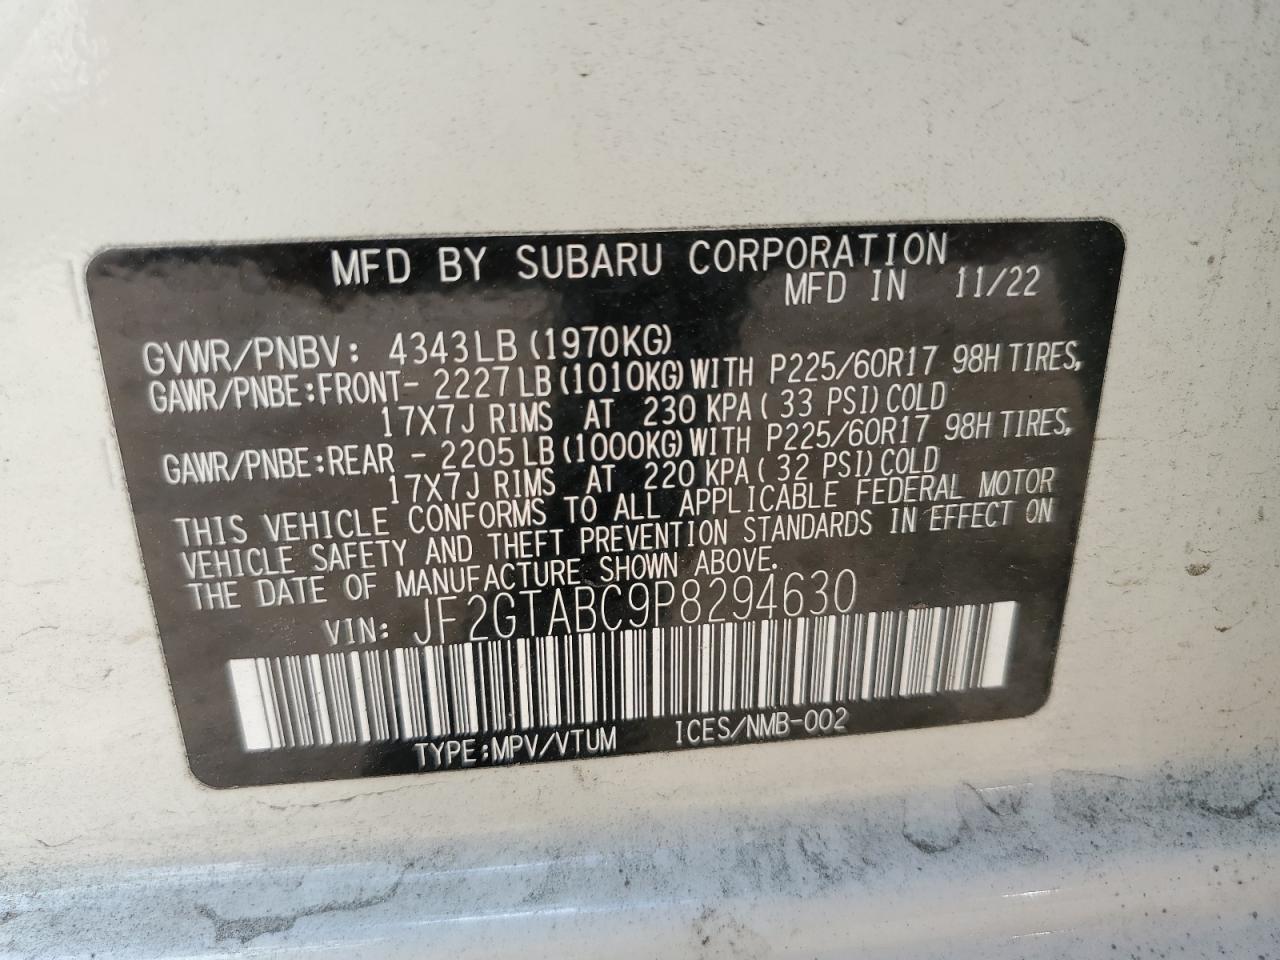 MFD BY SUBARU CORPORATION
MFD IN 11/22
GVWR/PNBV: 4343LB (1970KG)
GAWR/PNBE:FRONT- 2227LB (1010KG) WITH P225/60R17 98H TIRES,
17X7J RIMS AT 230 KPA ( 33 PSI) COLD
GAWR/PNBE:REAR - 2205LB (1000KG) WITH P225/60R17 98H TIRES,
17X7J RIMS AT 220 KPA ( 32 PSI) COLD
THIS VEHICLE CONFORMS TO ALL APPLICABLE FEDERAL MOTOR
VEHICLE SAFETY AND THEFT PREVENTION STANDARDS IN EFFECT ON
THE DATE OF MANUFACTURE SHOWN ABOVE.
VIN: JF2GTABC9P8294630
TYPE:MPV/VTUM ICES/NMB-002